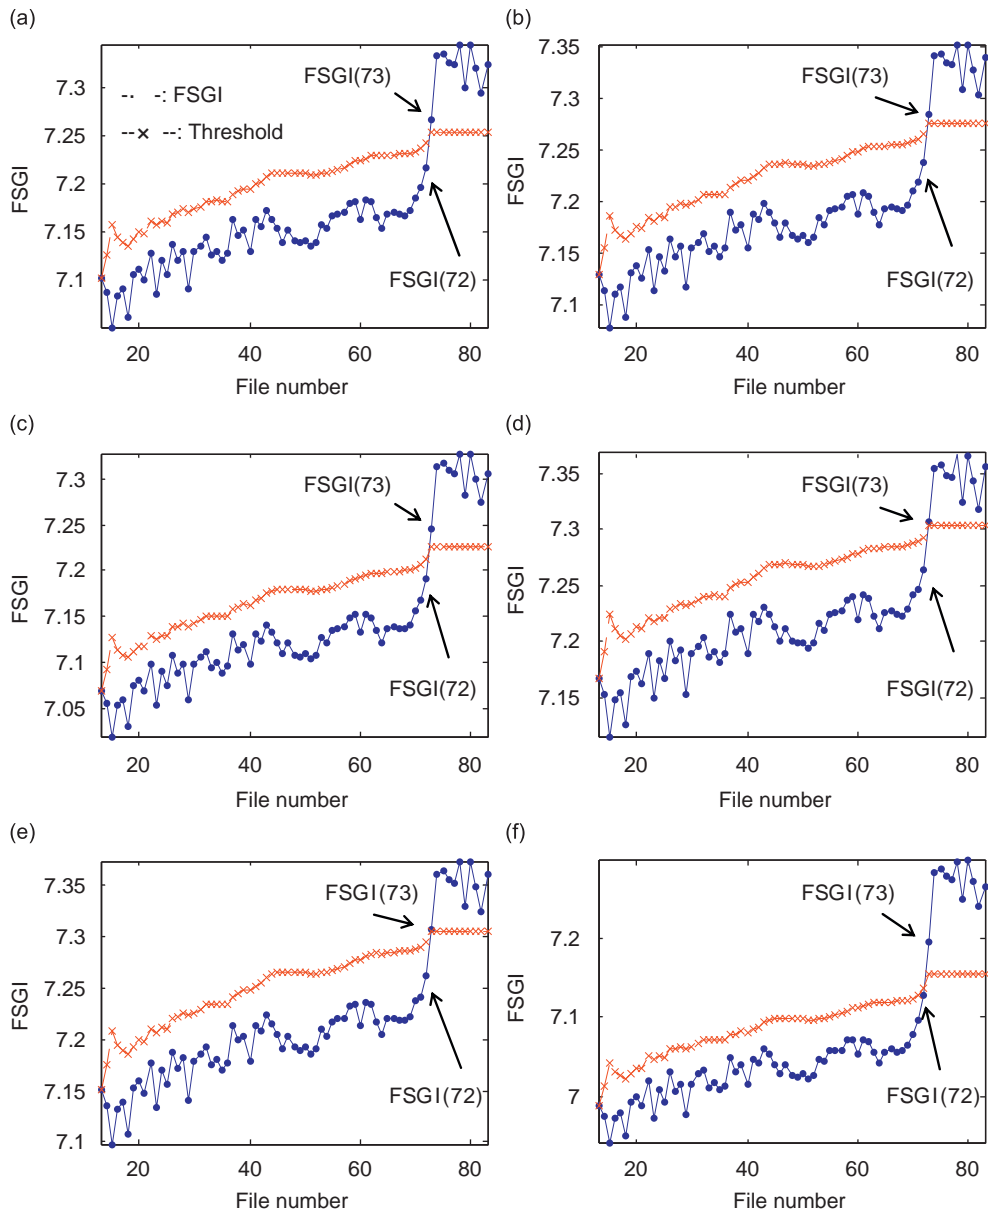 (a)
FSGI
7.3
7.25
7.2
7.15
7.1
FSGI(73)
--·  -: FSGI
--×  --: Threshold
FSGI(72)
20 40 60 80
File number
(b)
FSGI
7.35
7.3
7.25
7.2
7.15
7.1
FSGI(73)
FSGI(72)
20 40 60 80
File number
(c)
FSGI
7.3
7.25
7.2
7.15
7.1
7.05
FSGI(73)
FSGI(72)
20 40 60 80
File number
(d)
FSGI
7.35
7.3
7.25
7.2
7.15
FSGI(73)
FSGI(72)
20 40 60 80
File number
(e)
FSGI
7.35
7.3
7.25
7.2
7.15
7.1
FSGI(73)
FSGI(72)
20 40 60 80
File number
(f)
FSGI
7.2
7.1
7
FSGI(73)
FSGI(72)
20 40 60 80
File number